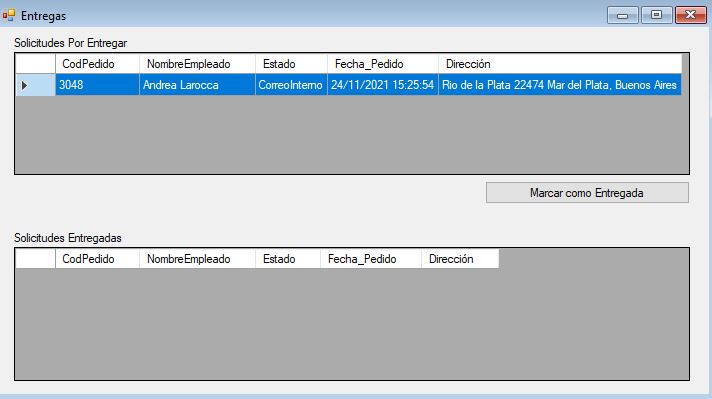 Entregas
Solicitudes Por Entregar
CodPedido NombreEmpleado Estado Fecha_Pedido Dirección
3048 Andrea Larocca CorreoInterno 24/11/2021 15:25:54 Rio de la Plata 22474 Mar del Plata, Buenos Aires
Marcar como Entregada
Solicitudes Entregadas
CodPedido NombreEmpleado Estado Fecha_Pedido Dirección